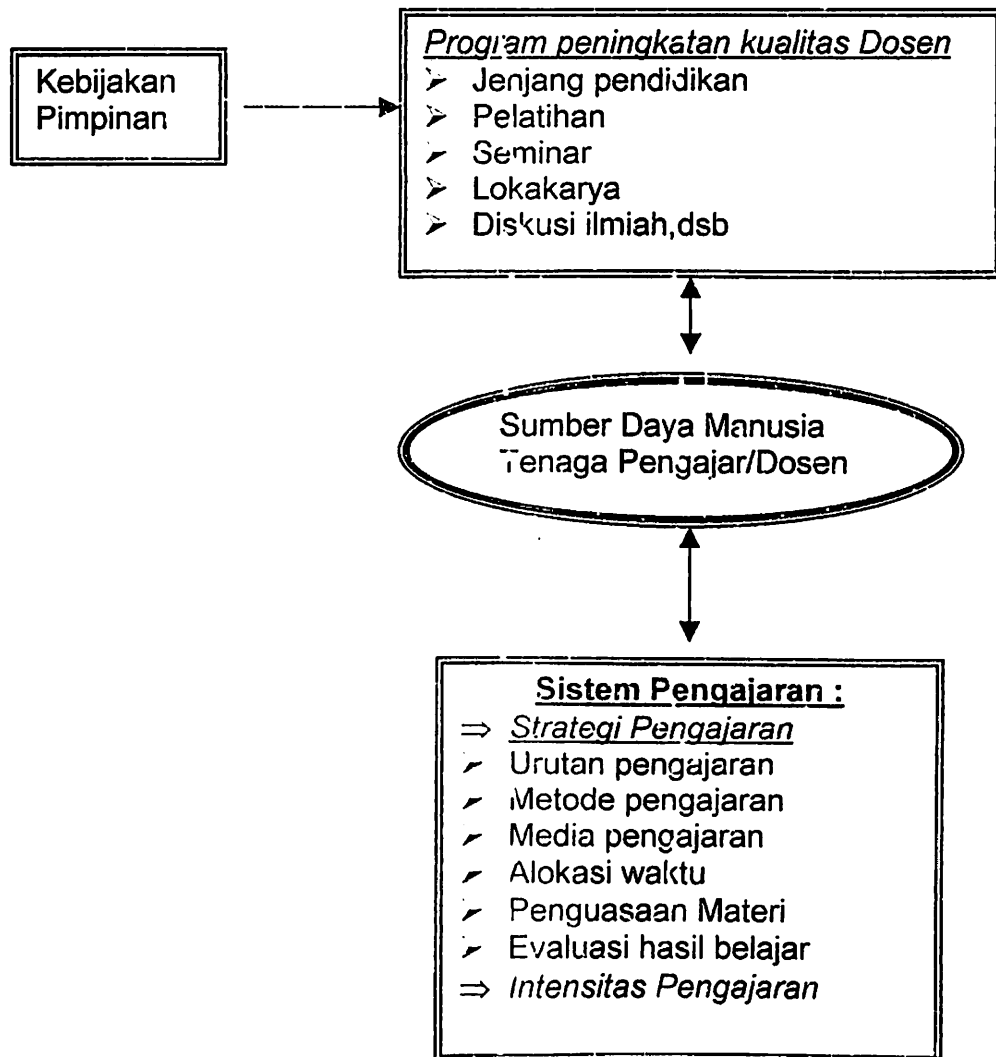 Kebijakan
Pimpinan
Program peningkatan kualitas Dosen
➢ Jenjang pendidikan
➢ Pelatihan
➢ Seminar
➢ Lokakarya
➢ Diskusi ilmiah,dsb
Sumber Daya Manusia
Tenaga Pengajar/Dosen
Sistem Pengajaran :
⇒ Strategi Pengajaran
➢ Urutan pengajaran
➢ Metode pengajaran
➢ Media pengajaran
➢ Alokasi waktu
➢ Penguasaan Materi
➢ Evaluasi hasil belajar
⇒ Intensitas Pengajaran